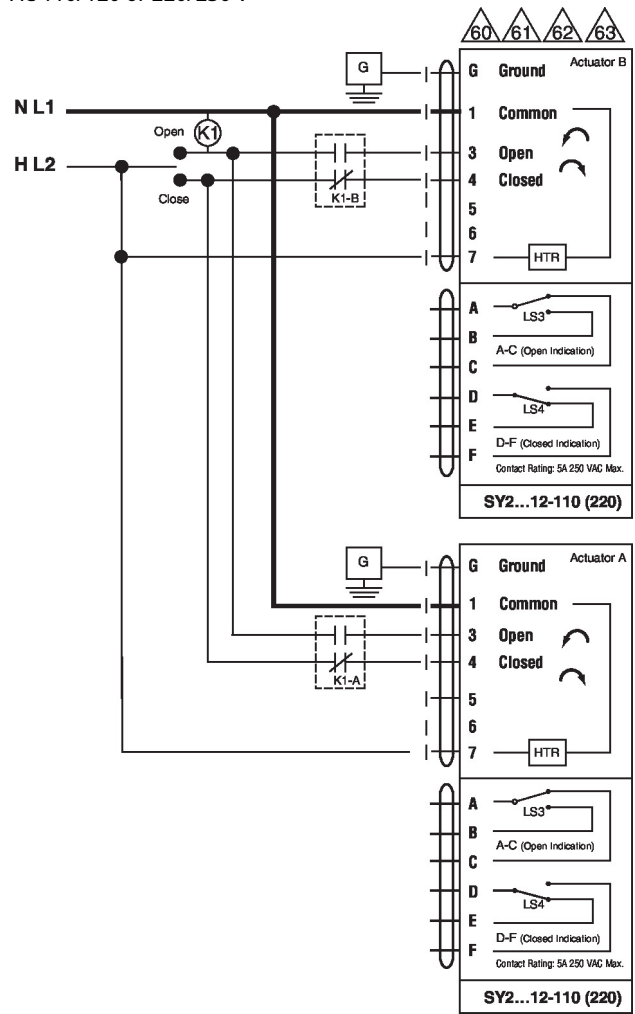 60 61 62 63
Actuator B
G G Ground
N L1
1 Common
Open K1
3 Open
H L2
4 Closed
Close
K1-B
5
6
7 HTR
A
LS3
B
A-C (Open Indication)
C
D
LS4
E
D-F (Closed Indication)
F
Contact Rating: 5A 250 VAC Max.
SY2...12-110 (220)
Actuator A
G G Ground
1 Common
3 Open
4 Closed
K1-A
5
6
7 HTR
A
LS3
B
A-C (Open Indication)
C
D
LS4
E
D-F (Closed Indication)
F
Contact Rating: 5A 250 VAC Max.
SY2...12-110 (220)